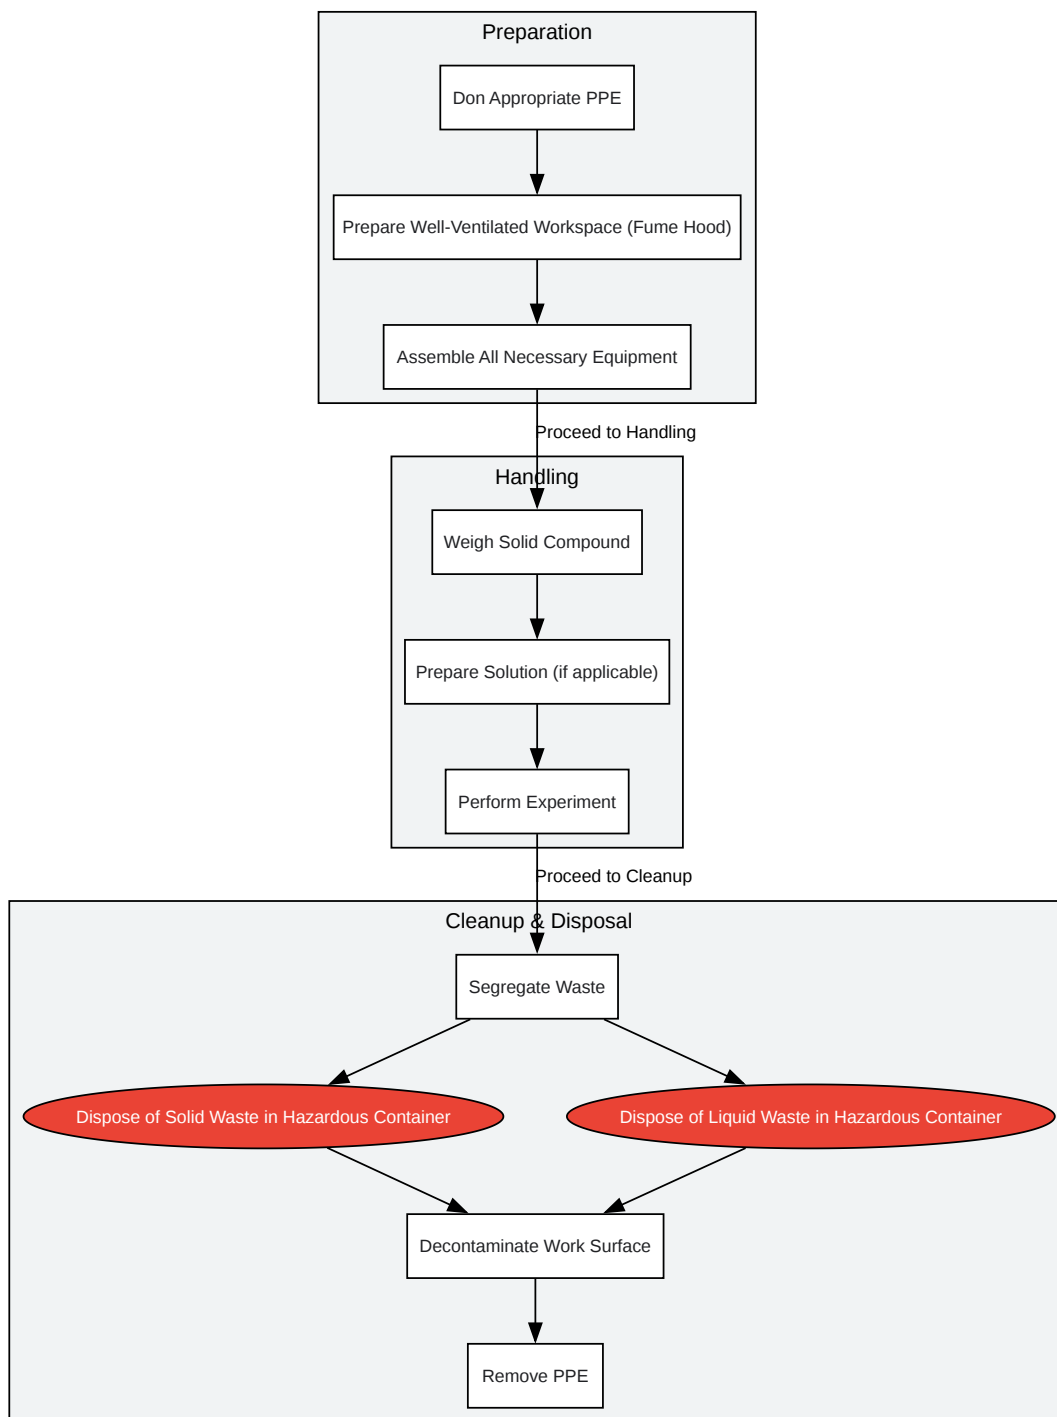 Preparation
Don Appropriate PPE
Prepare Well-Ventilated Workspace (Fume Hood)
Assemble All Necessary Equipment
Proceed to Handling
Handling
Weigh Solid Compound
Prepare Solution (if applicable)
Perform Experiment
Proceed to Cleanup
Cleanup & Disposal
Segregate Waste
Dispose of Solid Waste in Hazardous Container
Dispose of Liquid Waste in Hazardous Container
Decontaminate Work Surface
Remove PPE